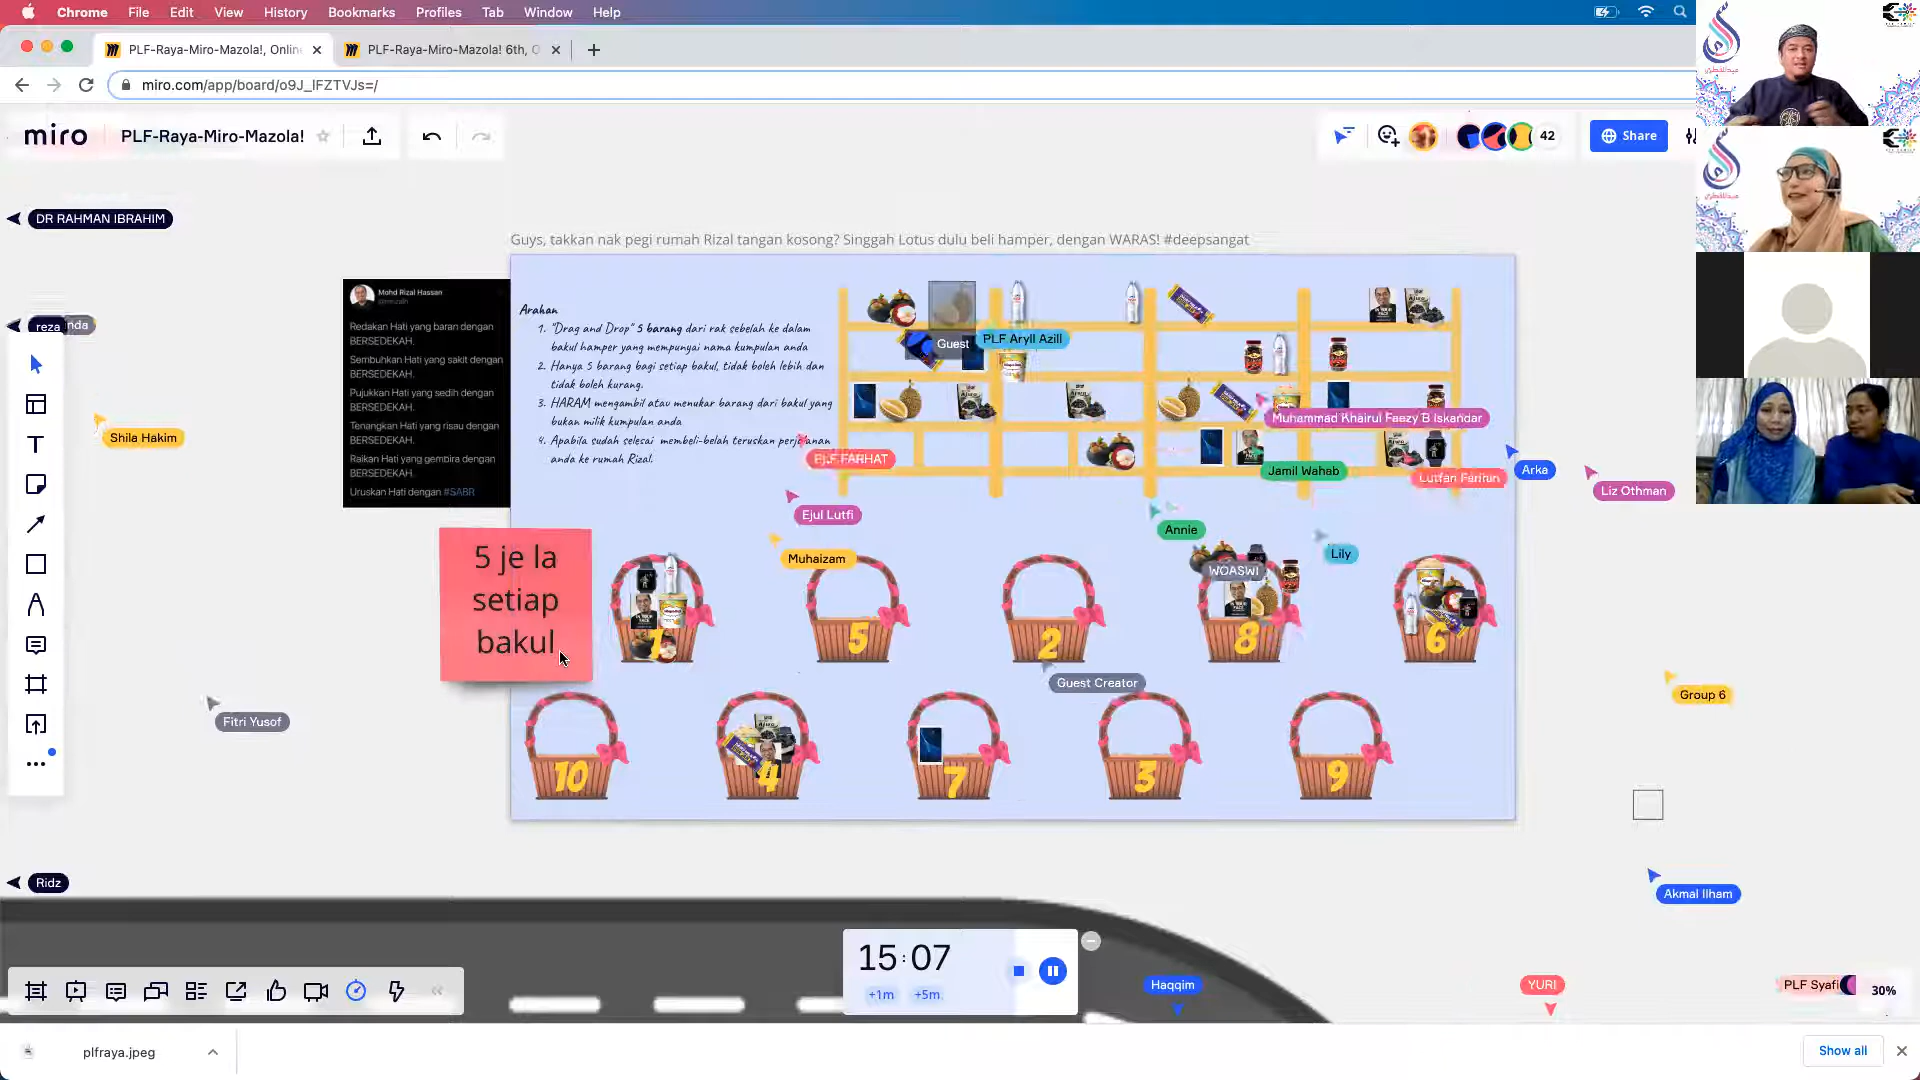 Chrome File Edit View History Bookmarks Profiles Tab Window Help
PLF-Raya-Miro-Mazola!, Onlin
PLF-Raya-Miro-Mazola! 6th, O
miro.com/app/board/o9J_lFZTVJs=/
miro PLF-Raya-Miro-Mazola!
42 Share
DR RAHMAN IBRAHIM
Guys, takkan nak pegi rumah Rizal tangan kosong? Singgah Lotus dulu beli hamper, dengan WARAS! #deepsangat
Mohd Rizal Hassan
Redakan Hati yang baran dengan
BERSEDEKAH.
Sembuhkan Hati yang sakit dengan
BERSEDEKAH.
Pujukkan Hati yang sedih dengan
BERSEDEKAH.
Tenangkan Hati yang risau dengan
BERSEDEKAH.
Raikan Hati yang gembira dengan
BERSEDEKAH.
Uruskan Hati dengan #SABR
Arahan
1. "Drag and Drop" 5 barang dari rak sebelah ke dalam
bakul hamper yang mempunyai nama kumpulan anda
2. Hanya 5 barang bagi setiap bakul, tidak boleh lebih dan
tidak boleh kurang.
3. HARAM mengambil atau menukar barang dari bakul yang
bukan milik kumpulan anda
4. Apabila sudah selesai membeli-belah teruskan perjalanan
anda ke rumah Rizal.
Guest
PLF Aryll Azill
reza
nda
Shila Hakim
Muhammad Khairul Faezy B Iskandar
PLF FARHAT
Jamil Wahab
Arka
Liz Othman
Ejul Lutfi
Annie
Muhaizam
Lily
WOASWI
5 je la
setiap
bakul
1 5 2 8 6
Guest Creator
Group 6
Fitri Yusof
10 4 7 3 9
Ridz
Akmal Ilham
15:07
+1m +5m
Haqqim
YURI
PLF Syafi
30%
plfraya.jpeg
Show all